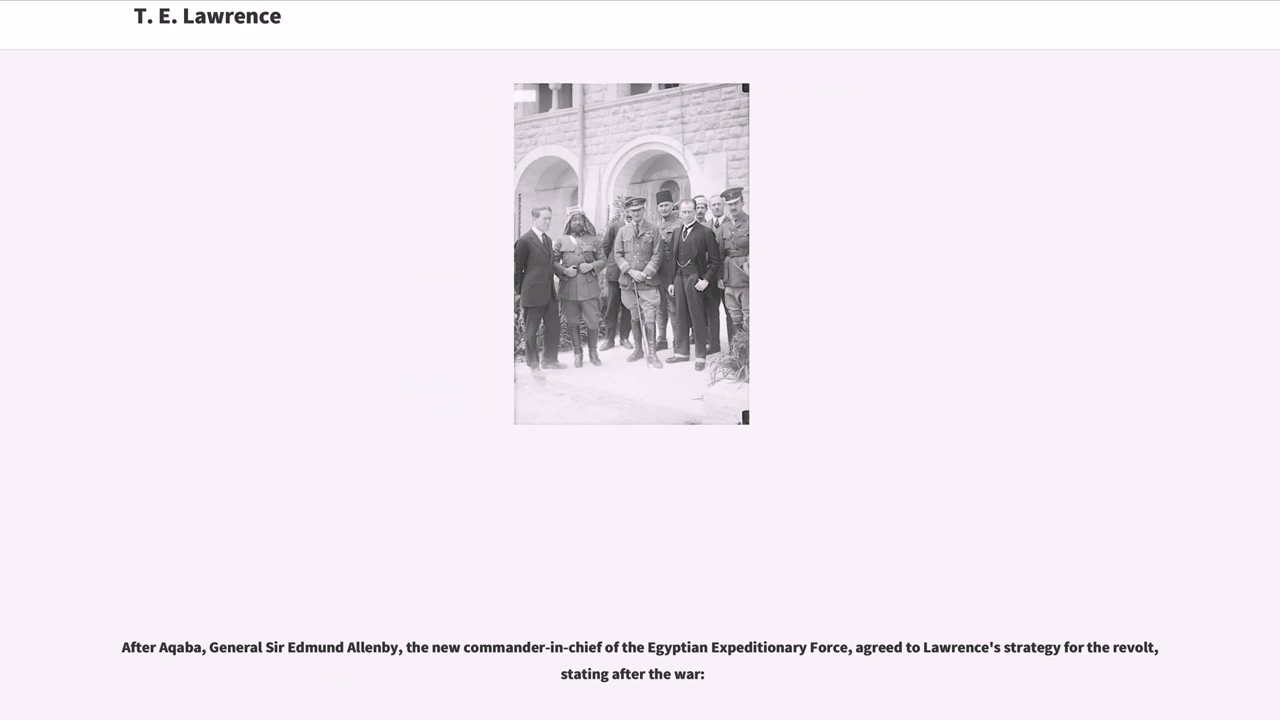 T. E. Lawrence
After Aqaba, General Sir Edmund Allenby, the new commander-in-chief of the Egyptian Expeditionary Force, agreed to Lawrence's strategy for the revolt,
stating after the war: